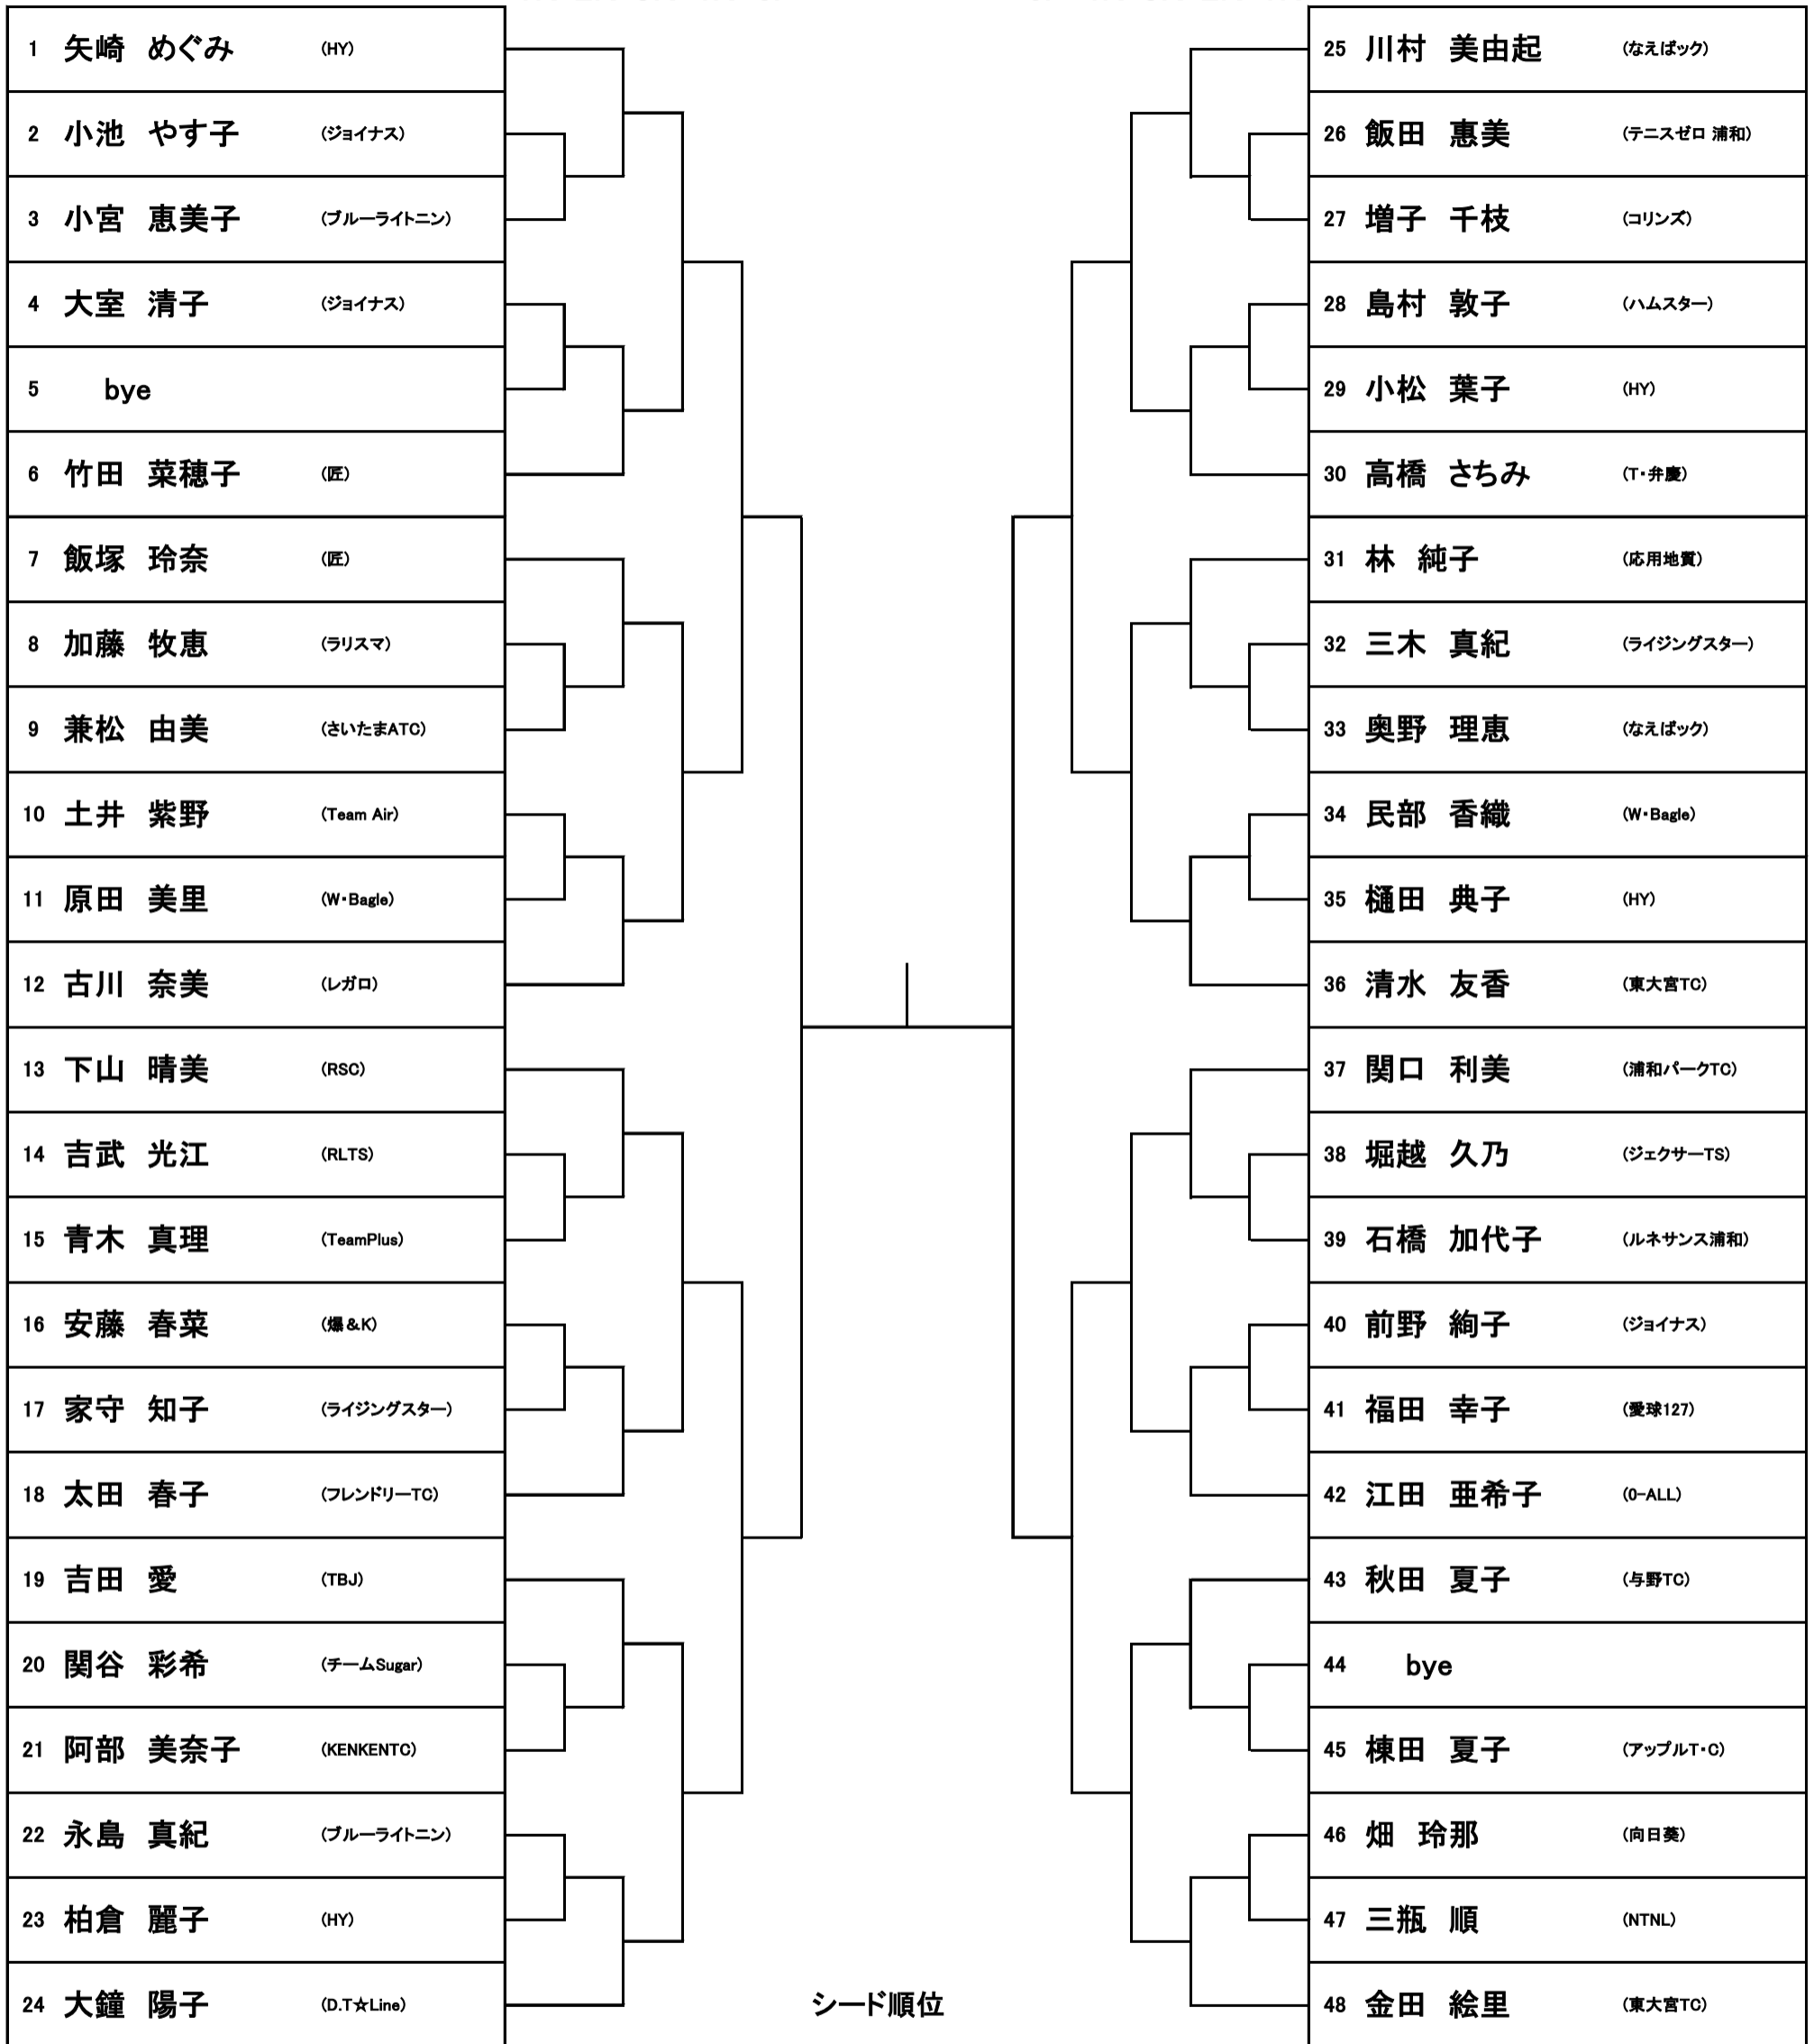 1 矢崎 めぐみ (HY)
2 小池 やす子 (ジョイナス)
3 小宮 恵美子 (ブルーライトニン)
4 大室 清子 (ジョイナス)
5 bye
6 竹田 菜穂子 (匠)
7 飯塚 玲奈 (匠)
8 加藤 牧恵 (ラリスマ)
9 兼松 由美 (さいたまATC)
10 土井 紫野 (Team Air)
11 原田 美里 (W・Bagle)
12 古川 奈美 (レガロ)
13 下山 晴美 (RSC)
14 吉武 光江 (RLTS)
15 青木 真理 (TeamPlus)
16 安藤 春菜 (爆&K)
17 家守 知子 (ライジングスター)
18 太田 春子 (フレンドリーTC)
19 吉田 愛 (TBJ)
20 関谷 彩希 (チームSugar)
21 阿部 美奈子 (KENKENTC)
22 永島 真紀 (ブルーライトニン)
23 柏倉 麗子 (HY)
24 大鐘 陽子 (D.T☆Line)
シード順位
25 川村 美由起 (なえばック)
26 飯田 惠美 (テニスゼロ 浦和)
27 増子 千枝 (コリンズ)
28 島村 敦子 (ハムスター)
29 小松 葉子 (HY)
30 高橋 さちみ (T・弁慶)
31 林 純子 (応用地質)
32 三木 真紀 (ライジングスター)
33 奥野 理恵 (なえばック)
34 民部 香織 (W・Bagle)
35 樋田 典子 (HY)
36 清水 友香 (東大宮TC)
37 関口 利美 (浦和パークTC)
38 堀越 久乃 (ジェクサーTS)
39 石橋 加代子 (ルネサンス浦和)
40 前野 絢子 (ジョイナス)
41 福田 幸子 (愛球127)
42 江田 亜希子 (0-ALL)
43 秋田 夏子 (与野TC)
44 bye
45 棟田 夏子 (アップルT・C)
46 畑 玲那 (向日葵)
47 三瓶 順 (NTNL)
48 金田 絵里 (東大宮TC)